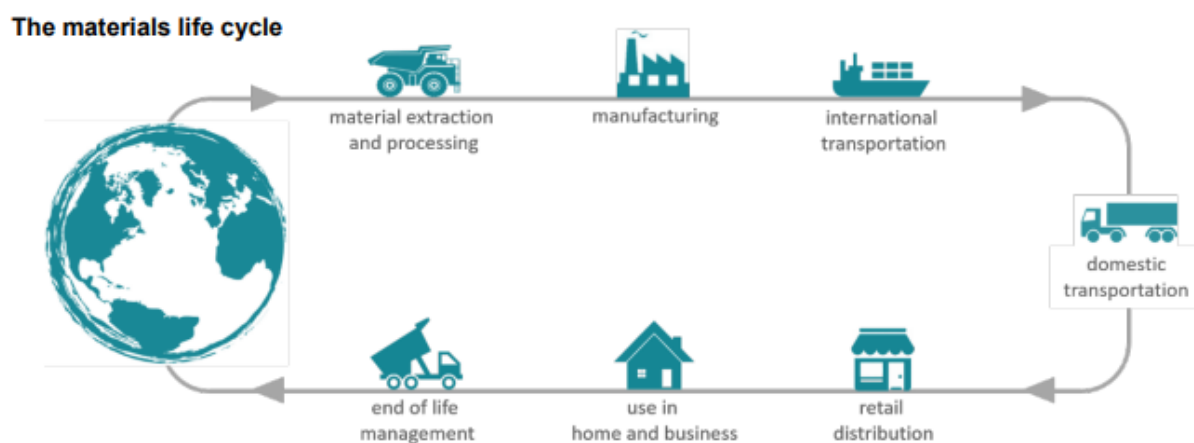 The materials life cycle
material extraction
and processing
manufacturing
international
transportation
domestic
transportation
end of life
management
use in
home and business
retail
distribution